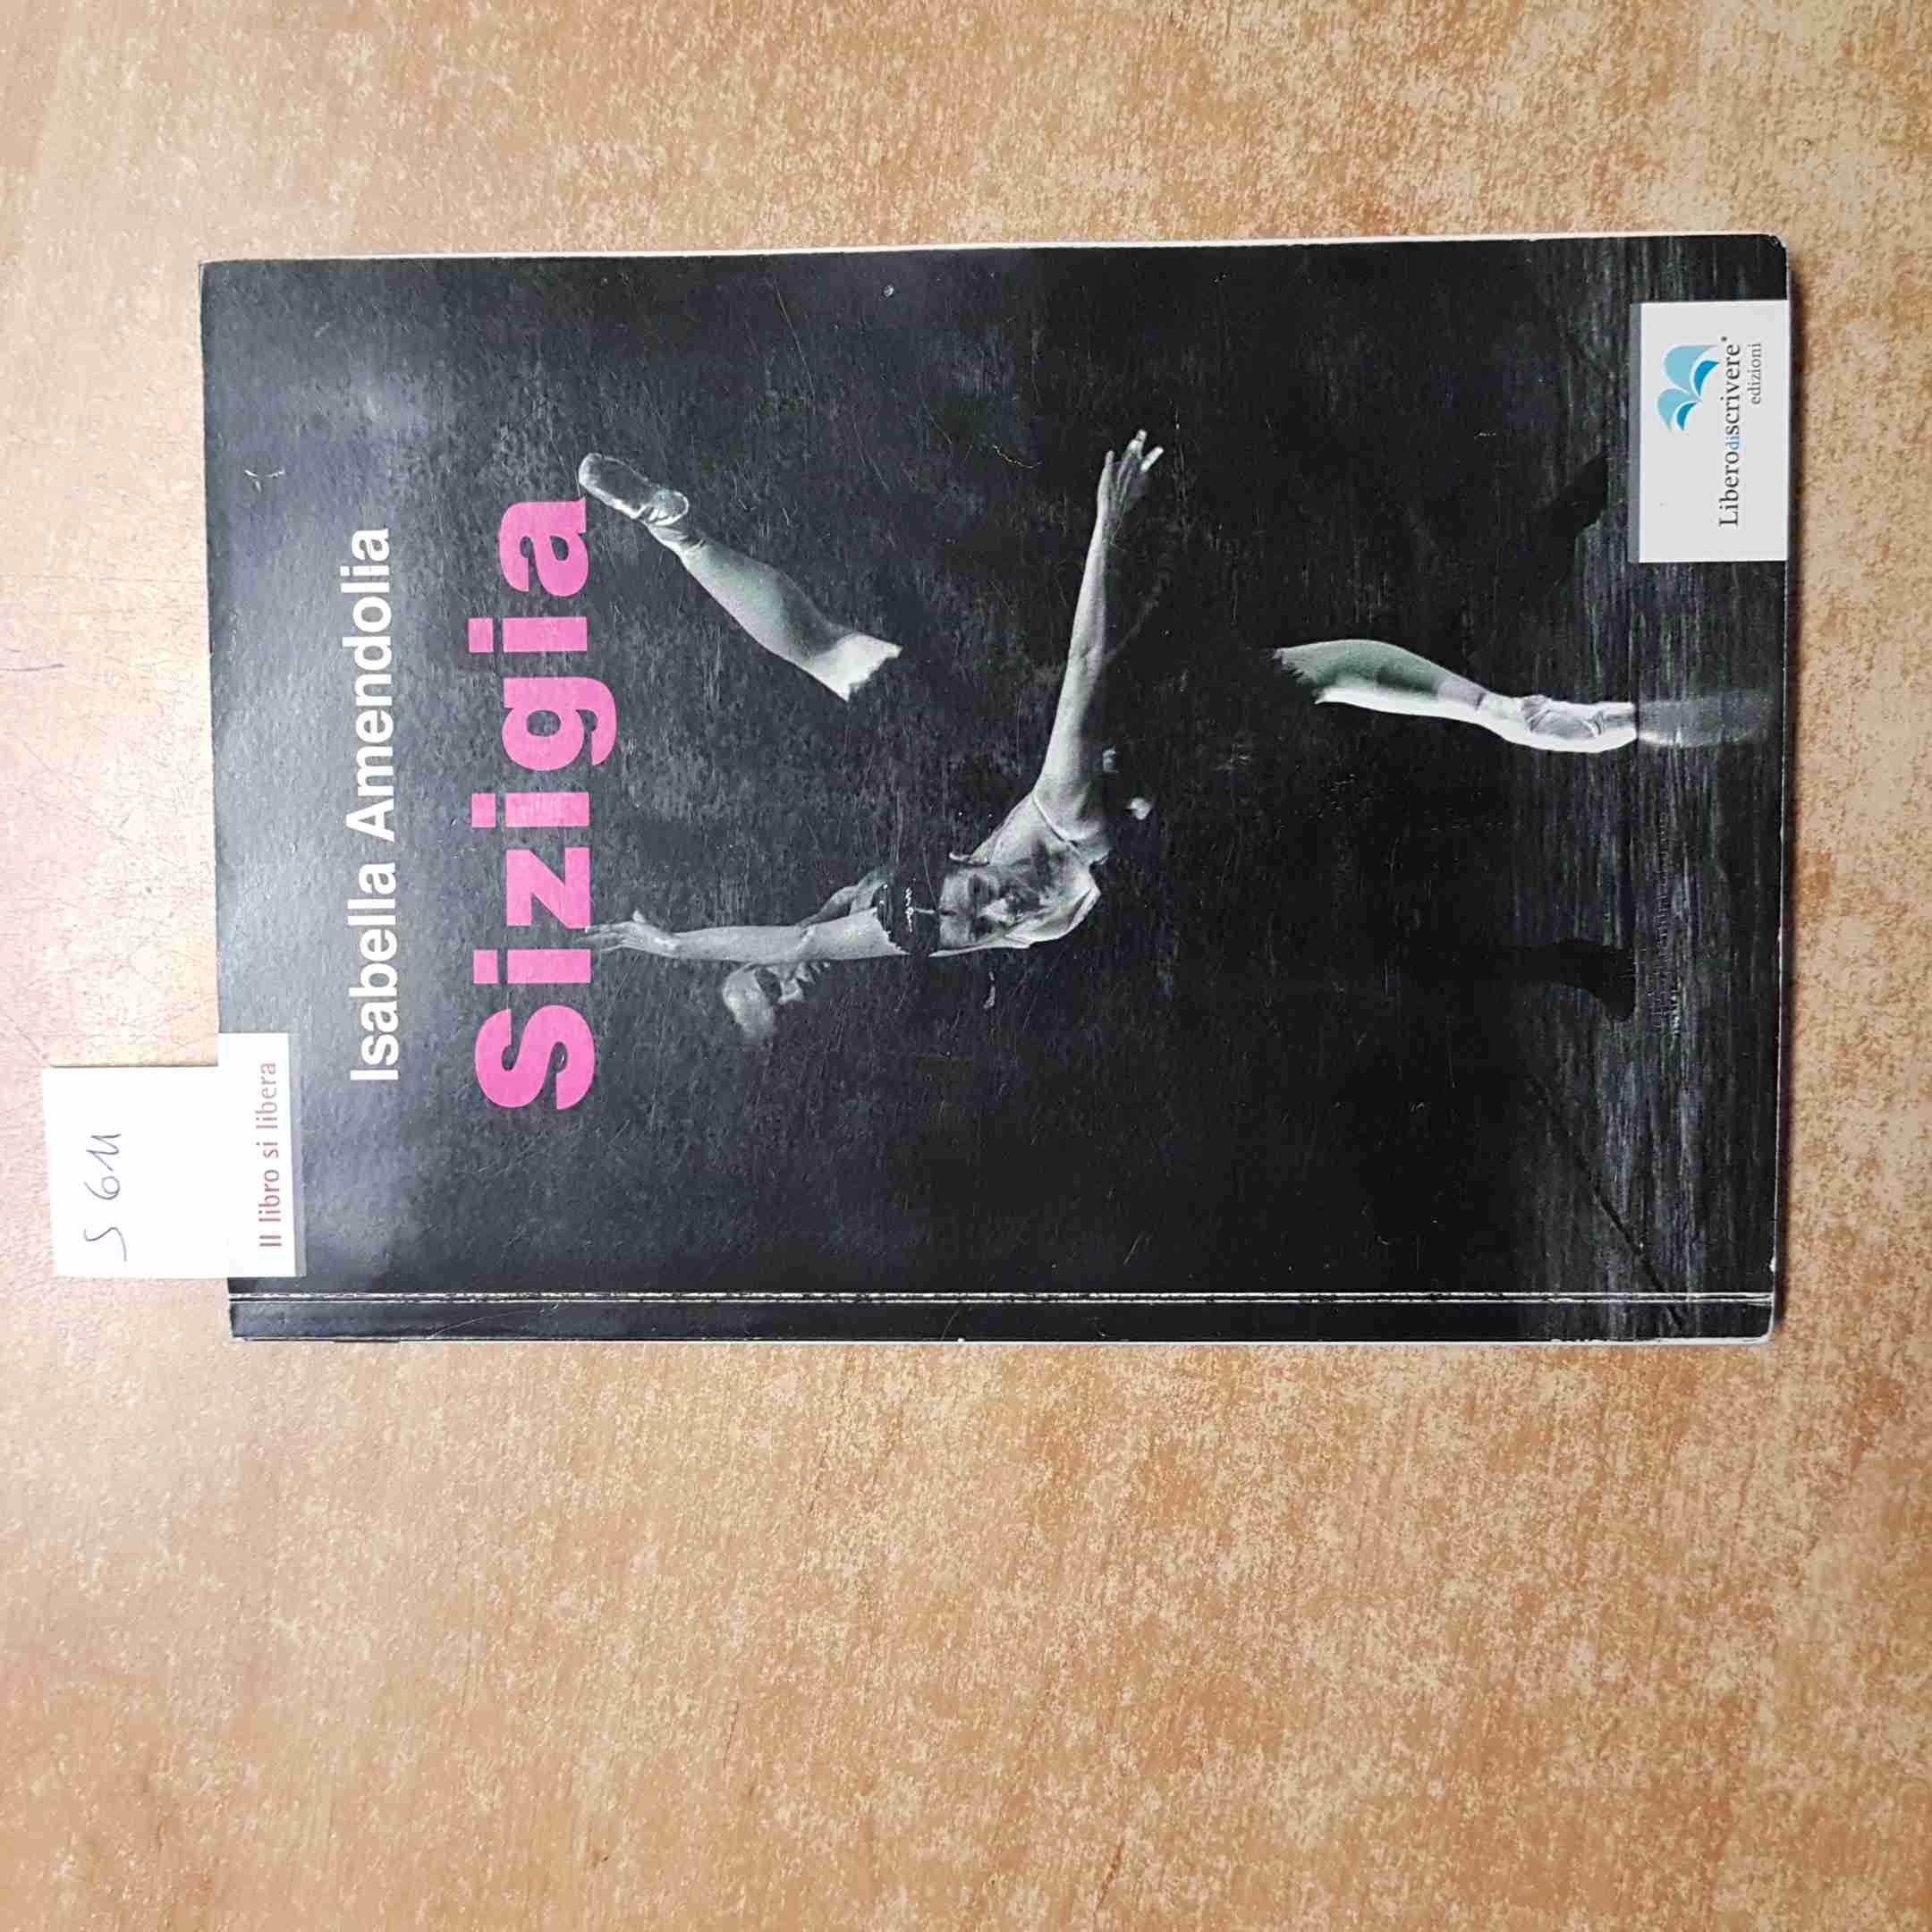 S 611
Il libro si libera
Isabella Amendolia
Sizigia
Liberodiscrivere®
edizioni